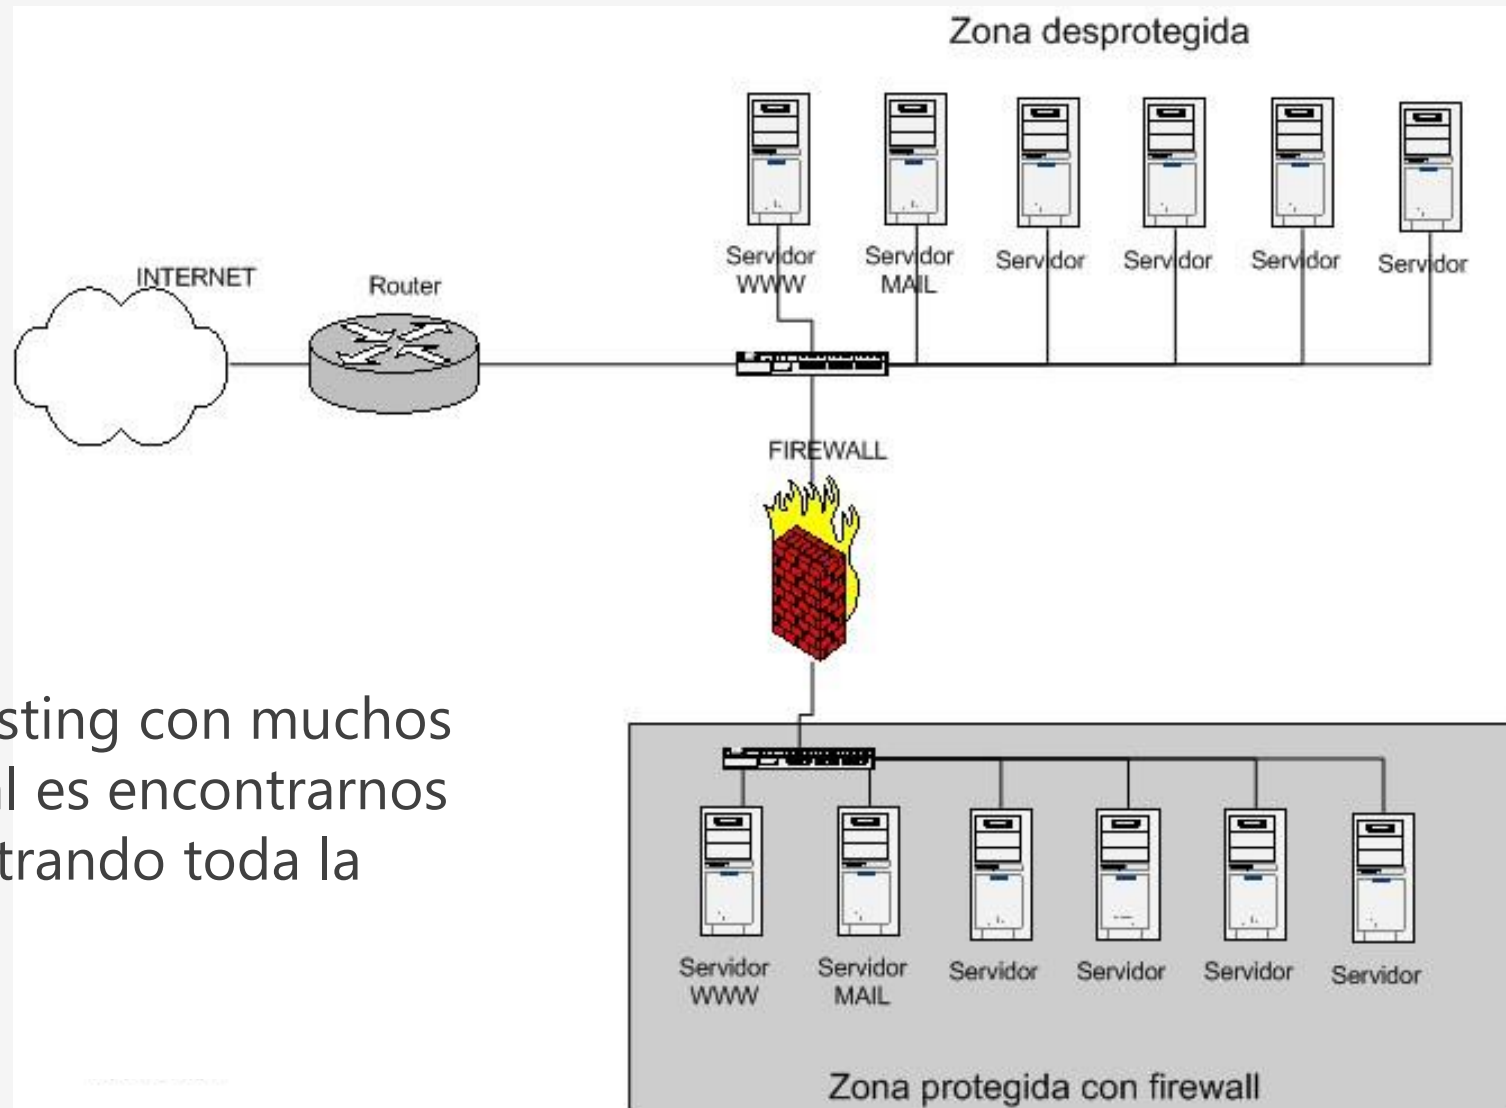 Zona desprotegida
Servidor
WWW
Servidor
MAIL
Servidor
Servidor
Servidor
Servidor
INTERNET
Router
FIREWALL
sting con muchos
es encontrarnos
trando toda la
Servidor
WWW
Servidor
MAIL
Servidor
Servidor
Servidor
Servidor
Zona protegida con firewall